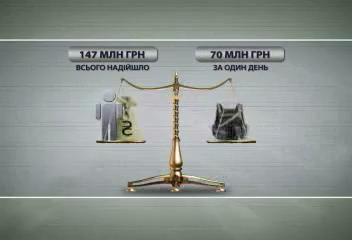 147 МЛН ГРН
ВСЬОГО НАДІЙШЛО
70 МЛН ГРН
ЗА ОДИН ДЕНЬ
₴